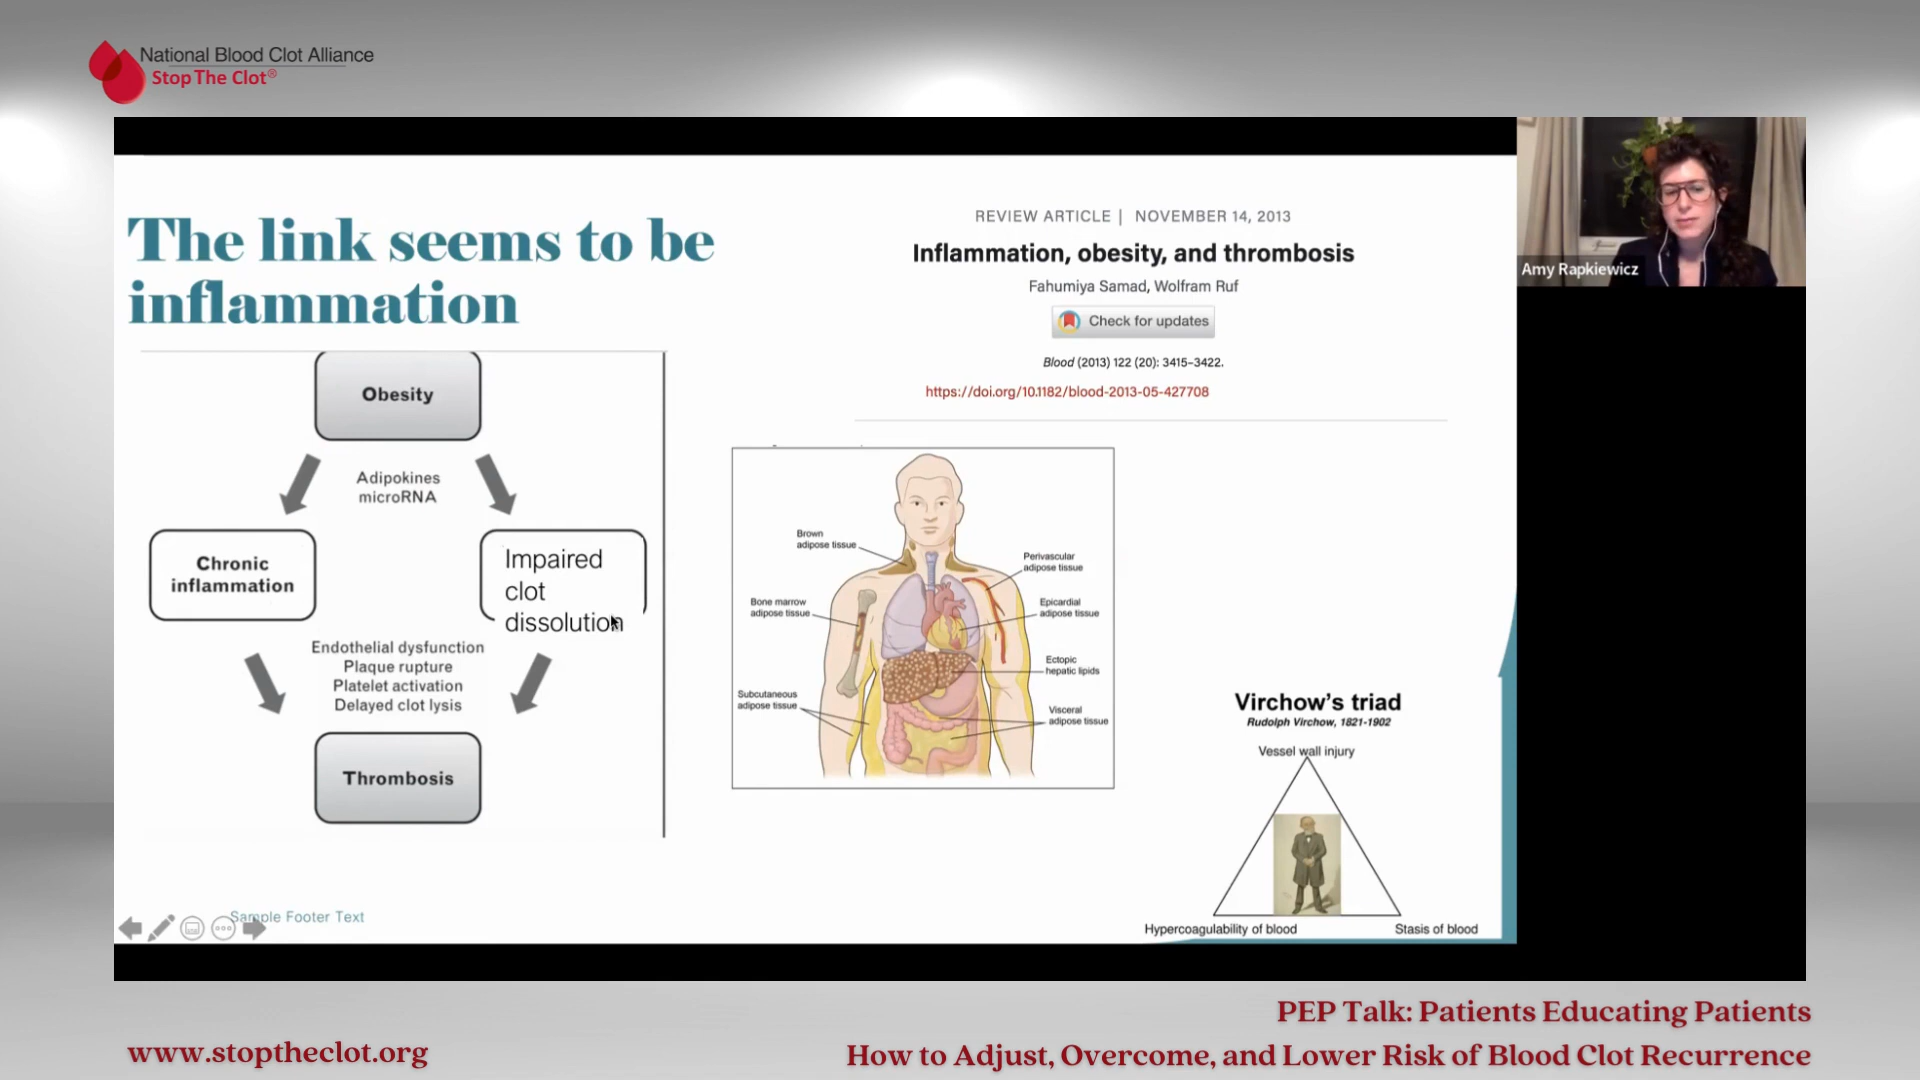 National Blood Clot Alliance
Stop The Clot®
The link seems to be
inflammation
Obesity
Adipokines
microRNA
Chronic
inflammation
Impaired
clot
dissolution
Endothelial dysfunction
Plaque rupture
Platelet activation
Delayed clot lysis
Thrombosis
Sample Footer Text
REVIEW ARTICLE | NOVEMBER 14, 2013
Inflammation, obesity, and thrombosis
Fahumiya Samad, Wolfram Ruf
Check for updates
Blood (2013) 122 (20): 3415–3422.
https://doi.org/10.1182/blood-2013-05-427708
Brown
adipose tissue
Bone marrow
adipose tissue
Subcutaneous
adipose tissue
Perivascular
adipose tissue
Epicardial
adipose tissue
Ectopic
hepatic lipids
Visceral
adipose tissue
Virchow's triad
Rudolph Virchow, 1821-1902
Vessel wall injury
Hypercoagulability of blood
Stasis of blood
Amy Rapkiewicz
PEP Talk: Patients Educating Patients
www.stoptheclot.org
How to Adjust, Overcome, and Lower Risk of Blood Clot Recurrence